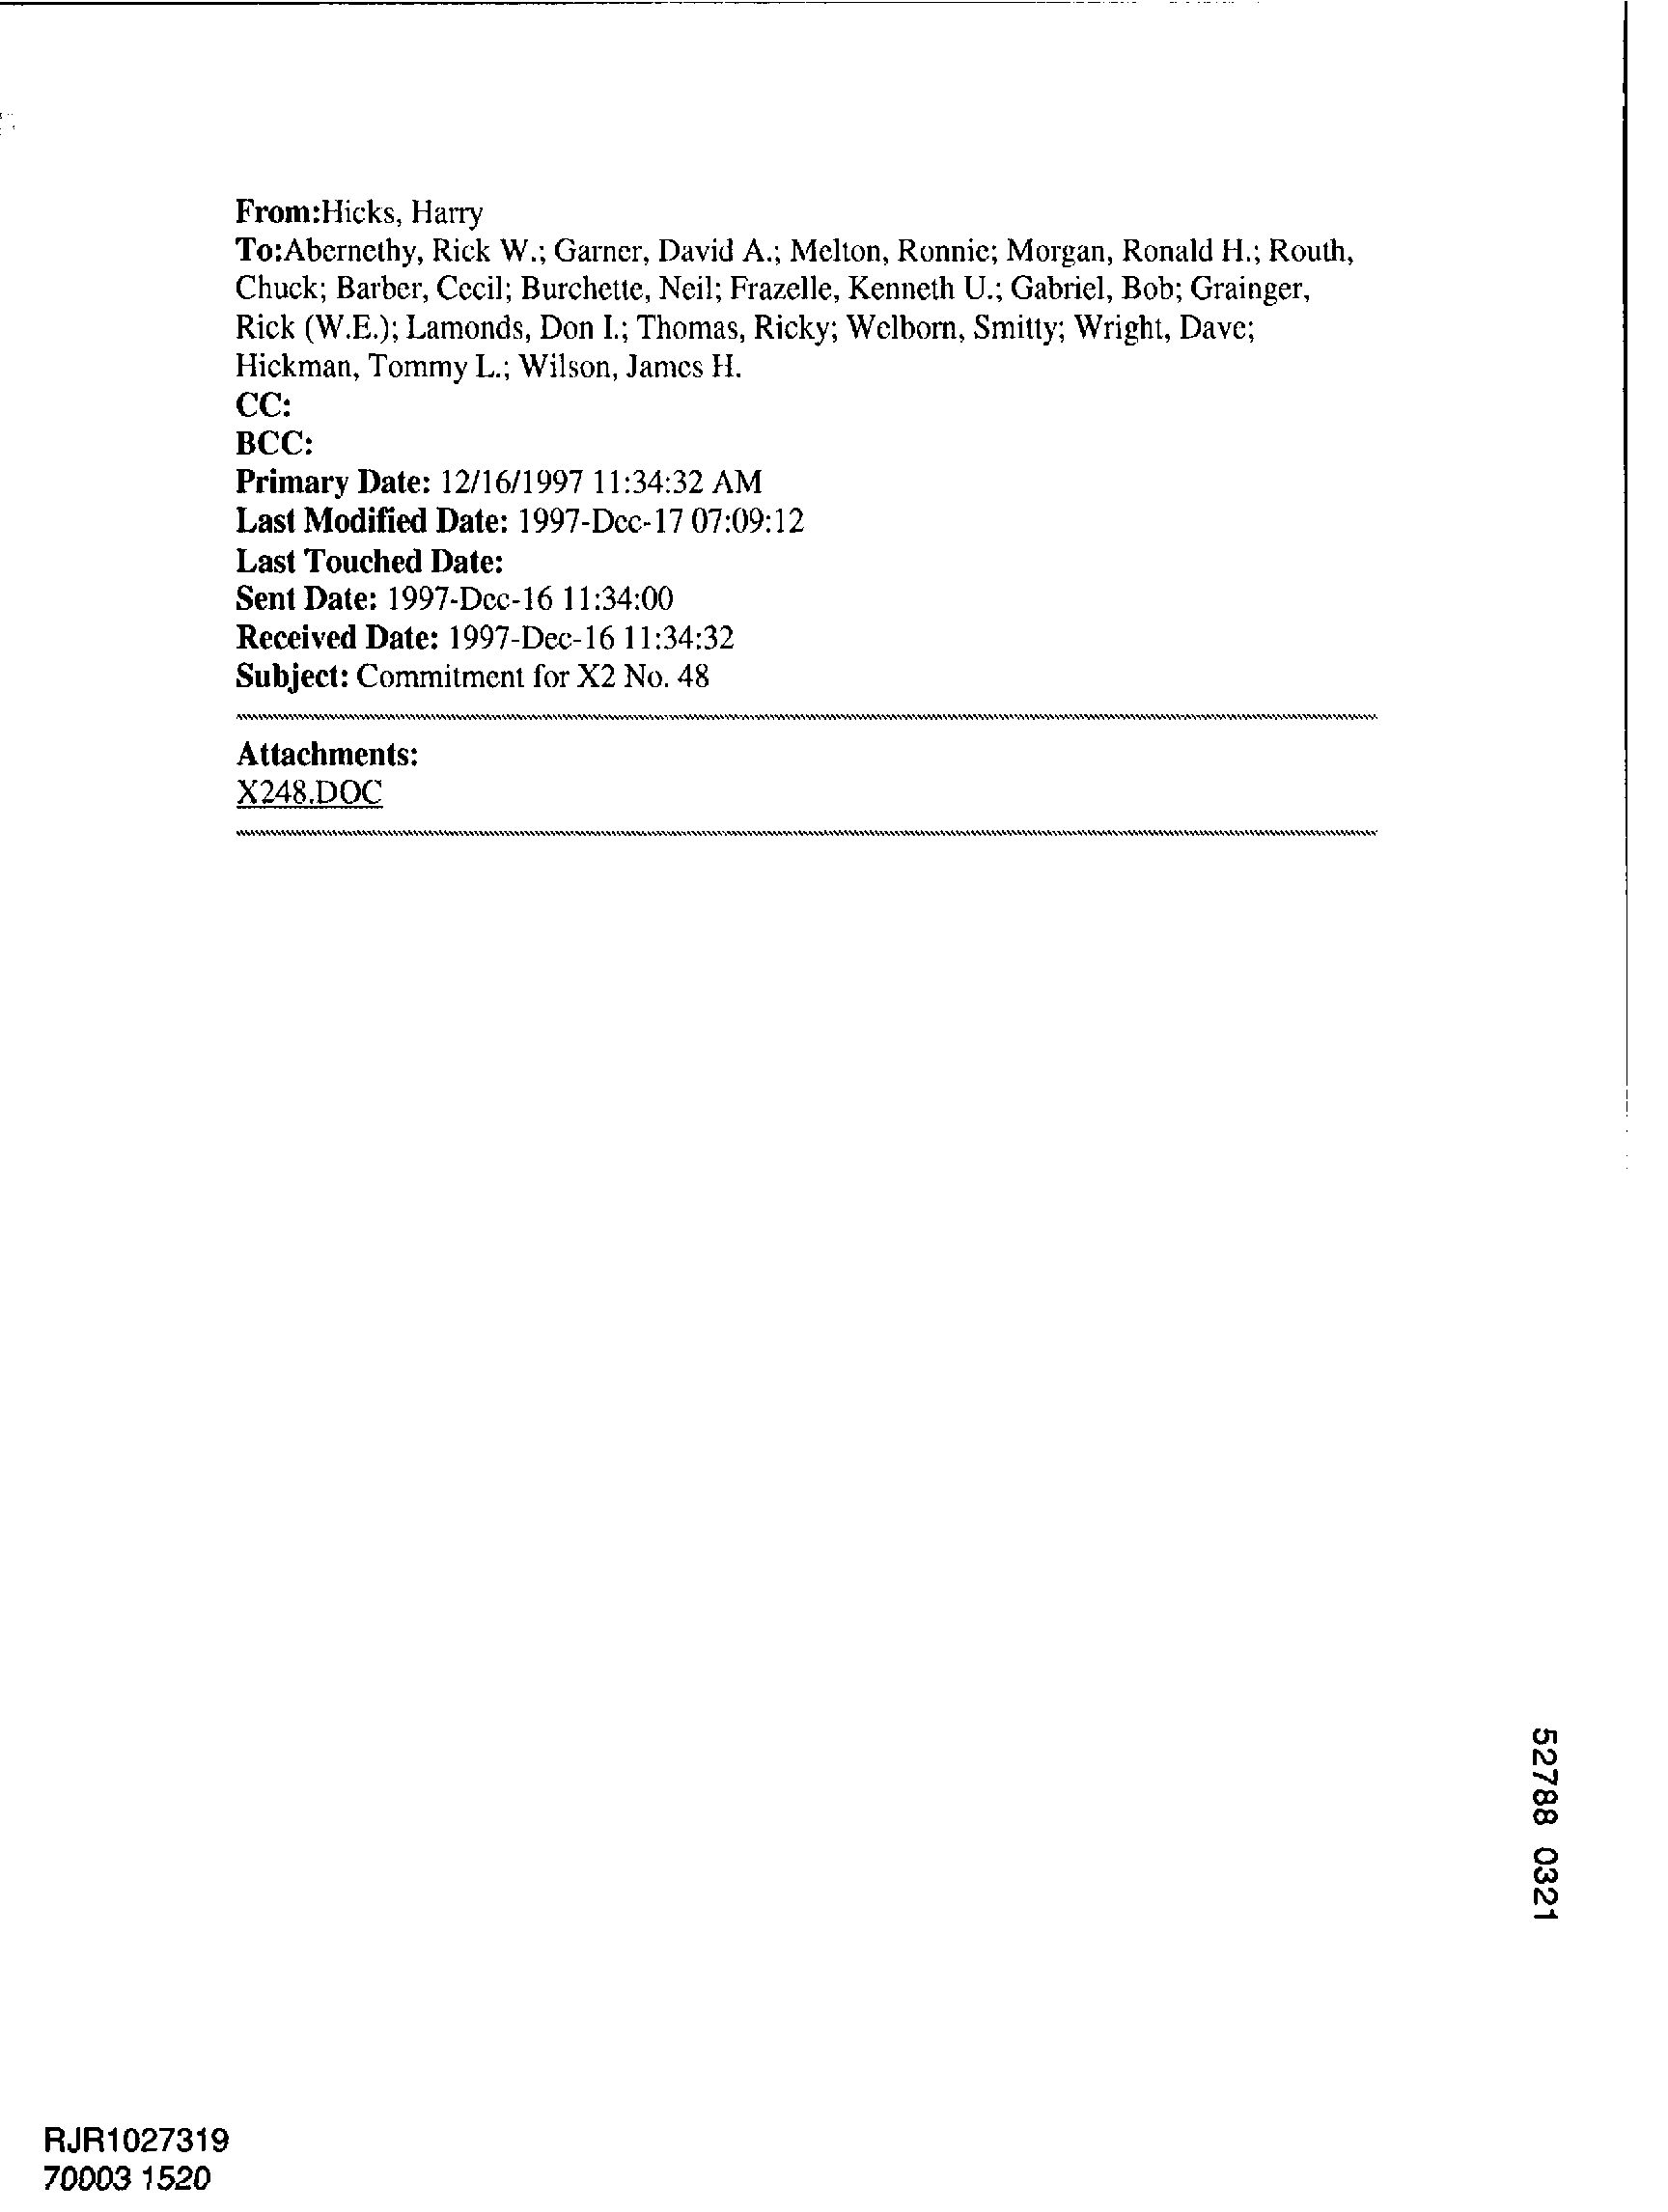 From:Hicks, Harry
To:Abernethy, Rick W.; Garner, David A.; Melton, Ronnie; Morgan, Ronald H.; Routh,
Chuck; Barber, Cecil; Burchette, Neil; Frazelle, Kenneth U.; Gabriel, Bob; Grainger,
Rick (W.E.); Lamonds, Don I.; Thomas, Ricky; Welborn, Smitty; Wright, Dave;
Hickman, Tommy L.; Wilson, James H.
CC:
BCC:
Primary Date: 12/16/1997 11:34:32 AM
Last Modified Date: 1997-Dec-17 07:09:12
Last Touched Date:
Sent Date: 1997-Dec-16 11:34:00
Received Date: 1997-Dec-16 11:34:32
Subject: Commitment for X2 No. 48
Attachments:
X248.DOC
52788 0321
RJR1027319
70003 1520